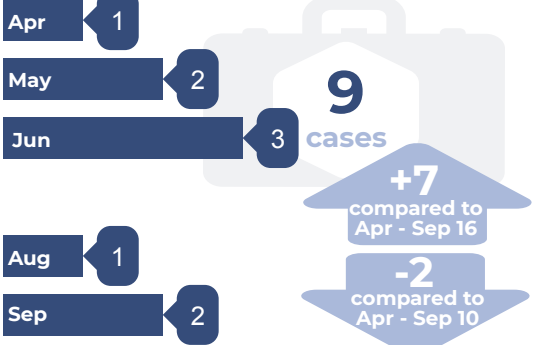 Apr 1
May 2
Jun 3
Aug 1
Sep 2
9
cases
+7
compared to
Apr - Sep 16
-2
compared to
Apr - Sep 10